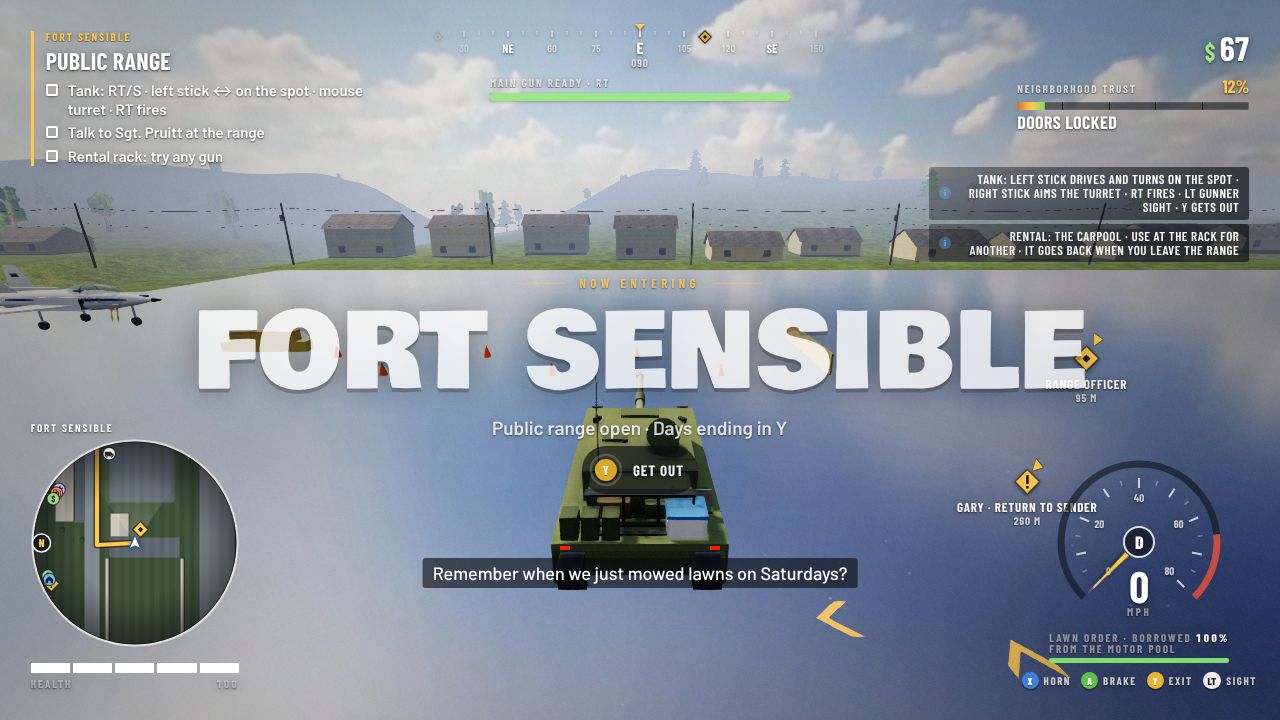 FORT SENSIBLE
PUBLIC RANGE
Tank: RT/S · left stick ↔ on the spot · mouse
turret · RT fires
Talk to Sgt. Pruitt at the range
Rental rack: try any gun
30 NE 60 75 E 105 120 SE 150
090
MAIN GUN READY · RT
$ 67
NEIGHBORHOOD TRUST 12%
DOORS LOCKED
TANK: LEFT STICK DRIVES AND TURNS ON THE SPOT ·
RIGHT STICK AIMS THE TURRET · RT FIRES · LT GUNNER
SIGHT · Y GETS OUT
RENTAL: THE CARPOOL · USE AT THE RACK FOR
ANOTHER · IT GOES BACK WHEN YOU LEAVE THE RANGE
NOW ENTERING
FORT SENSIBLE
RANGE OFFICER
95 M
Public range open · Days ending in Y
Y GET OUT
FORT SENSIBLE
$
N
GARY · RETURN TO SENDER
260 M
0 20 40 60 80
D
0
MPH
Remember when we just mowed lawns on Saturdays?
LAWN ORDER · BORROWED 100%
FROM THE MOTOR POOL
HEALTH 100
X HORN A BRAKE Y EXIT LT SIGHT